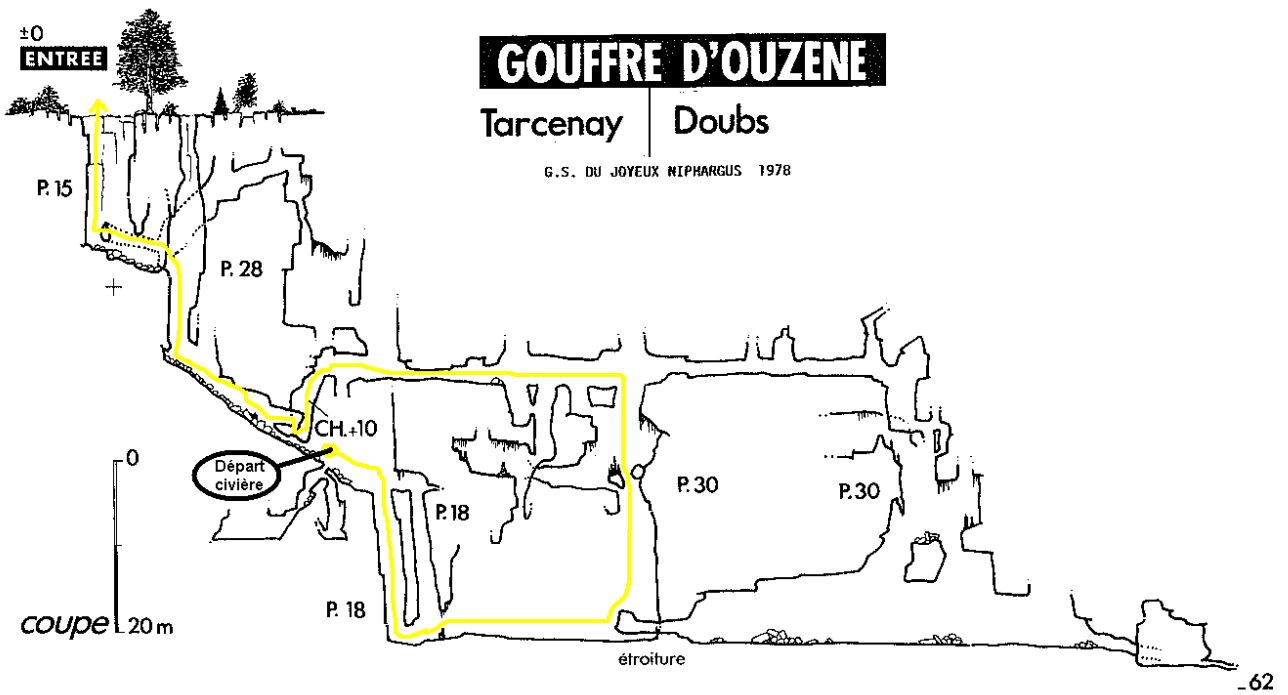 ±0
ENTREE
GOUFFRE D'OUZENE
Tarcenay Doubs
G.S. DU JOYEUX NIPHARGUS 1978
P. 15
P. 28
CH.+10
Départ
civière
0
P. 18
P. 30
P. 30
P. 18
coupe
20 m
étroiture
-62